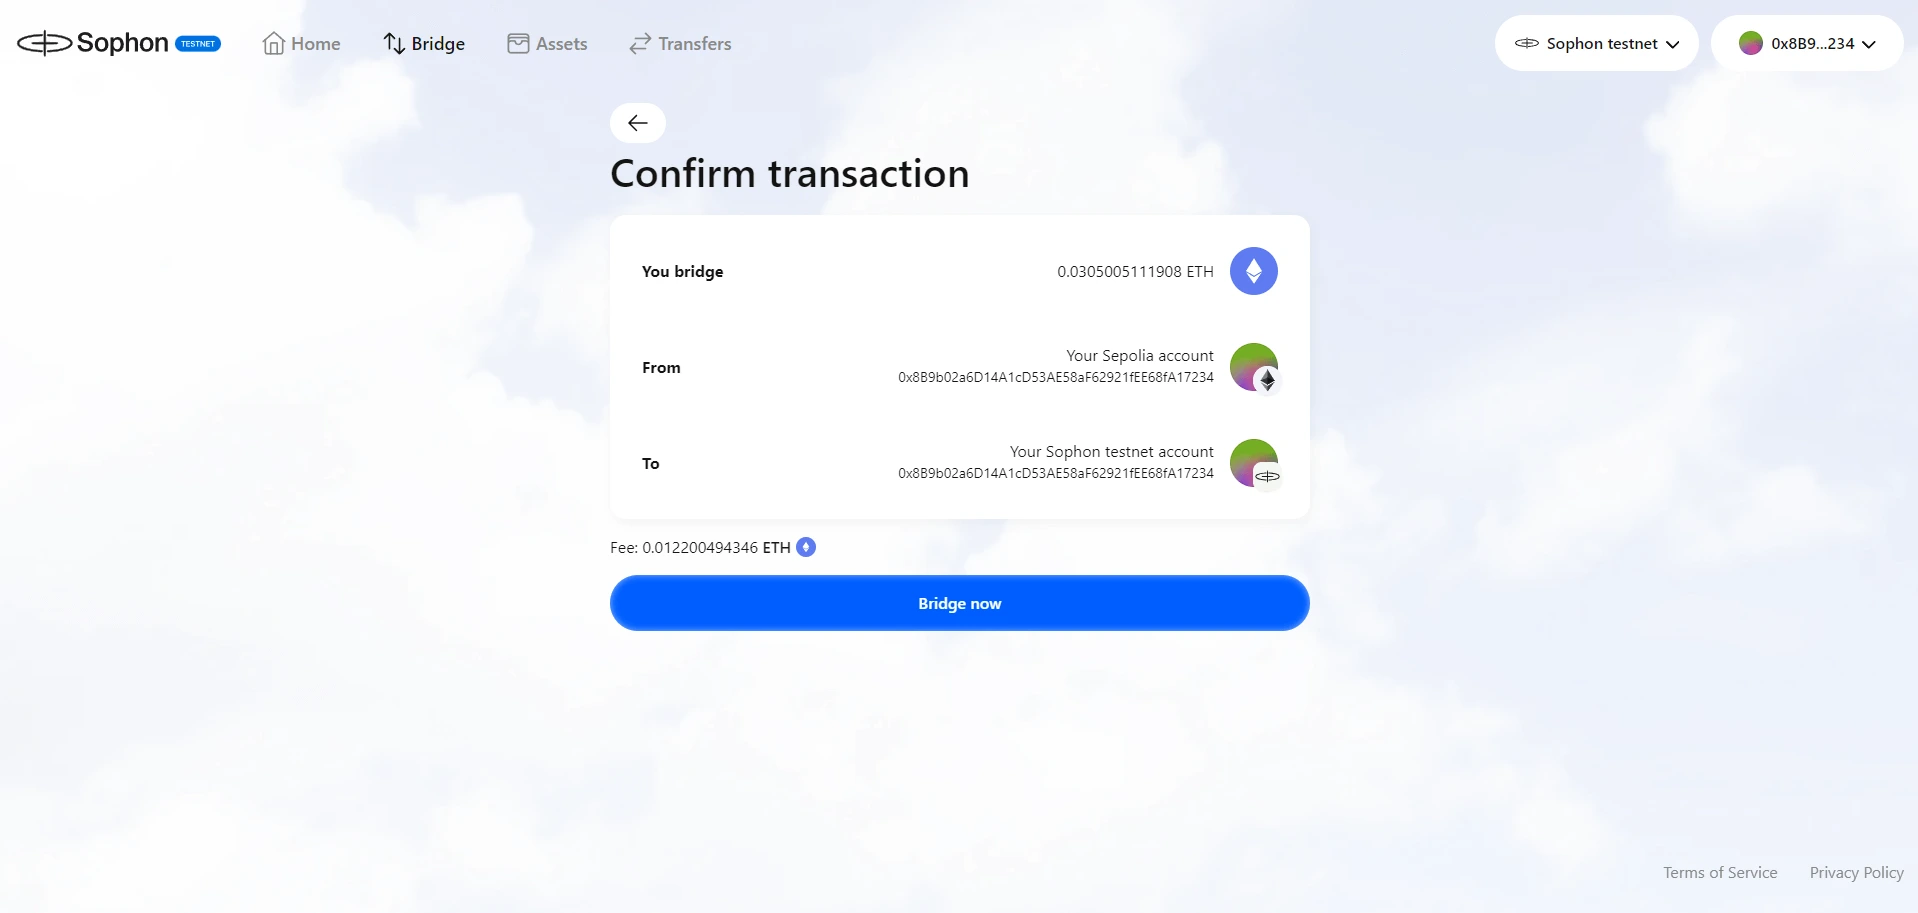 Sophon TESTNET Home Bridge Assets Transfers Sophon testnet 0x8B9...234
Confirm transaction
You bridge 0.0305005111908 ETH
Your Sepolia account
From
0x8B9b02a6D14A1cD53AE58aF62921fEE68fA17234
Your Sophon testnet account
To
0x8B9b02a6D14A1cD53AE58aF62921fEE68fA17234
Fee: 0.012200494346 ETH
Bridge now
Terms of Service Privacy Policy